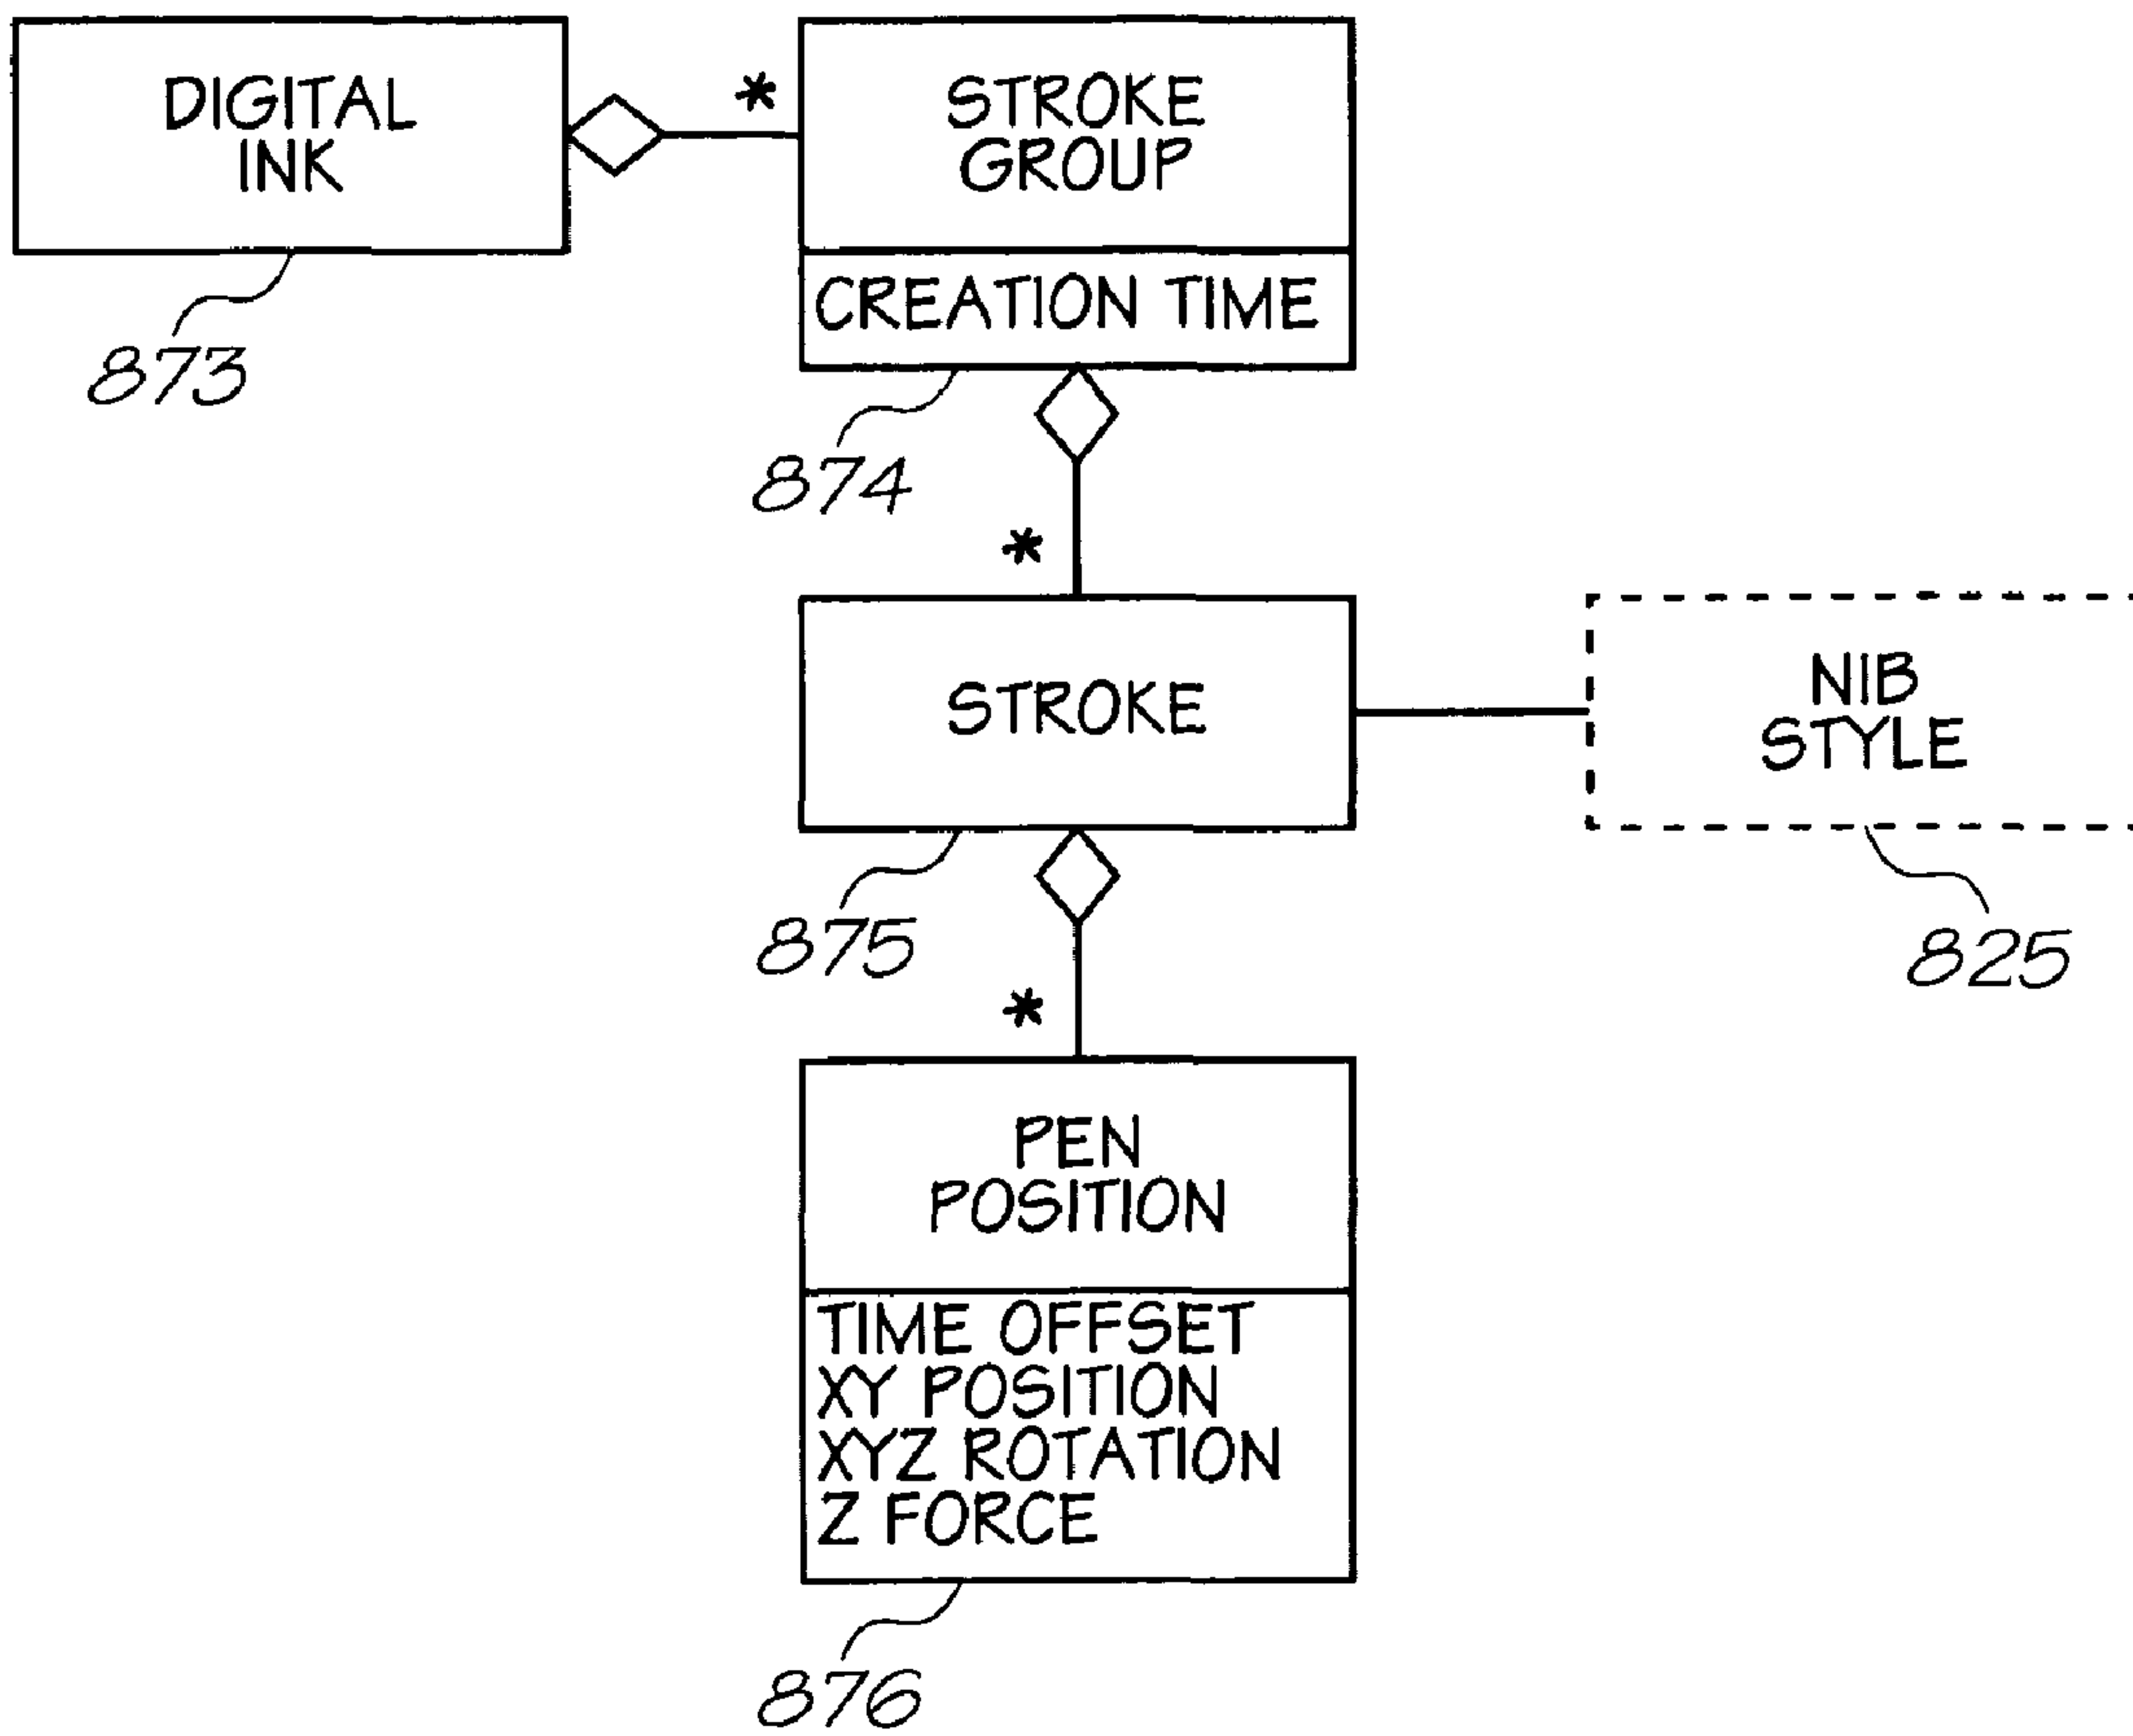 DIGITAL
INK
*
STROKE
GROUP
CREATION TIME
873
874
*
STROKE
NIB
STYLE
875
825
*
PEN
POSITION
TIME OFFSET
XY POSITION
XYZ ROTATION
Z FORCE
876